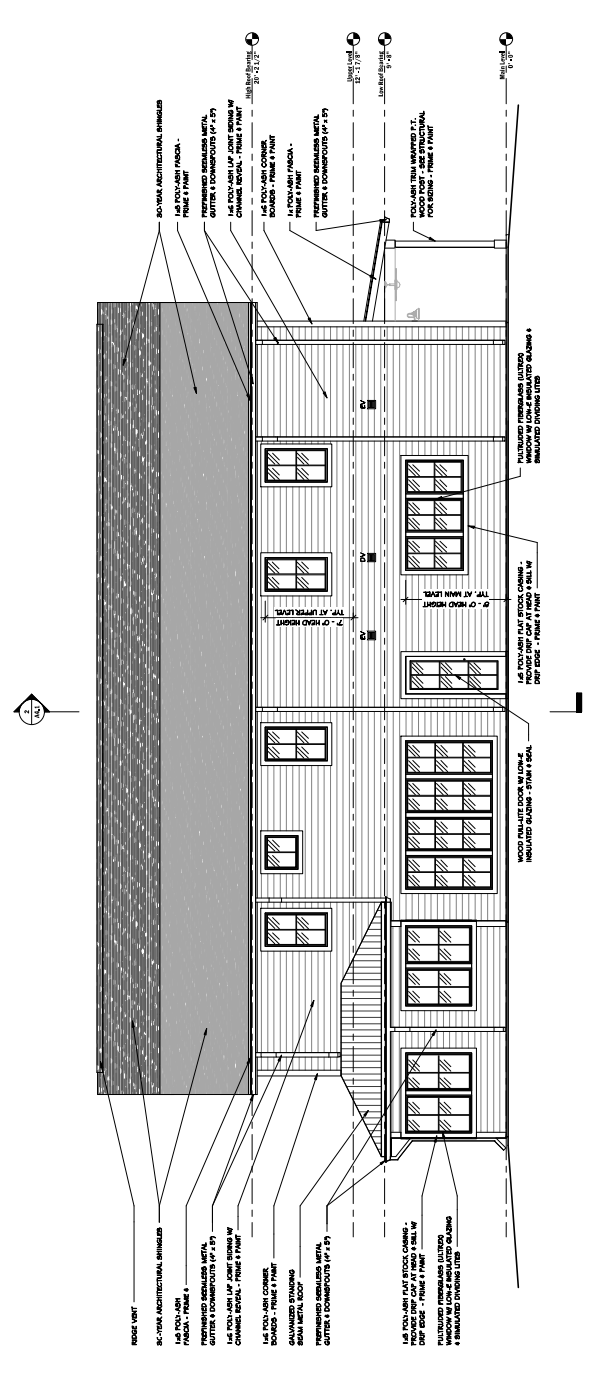 High Roof Bearing
20' - 2 1/2"
Upper Level
12' - 1 7/8"
Low Roof Bearing
9' - 8"
Main Level
0' - 0"
30-YEAR ARCHITECTURAL SHINGLES
1x8 POLY-ASH FASCIA -
PRIME & PAINT
PREFINISHED SEEMLESS METAL
GUTTER & DOWNSPOUTS (4" x 5")
1x6 POLY-ASH LAP JOINT SIDING W/
CHANNEL REVEAL - PRIME & PAINT
1x6 POLY-ASH CORNER
BOARDS - PRIME & PAINT
1x POLY-ASH FASCIA -
PRIME & PAINT
PREFINISHED SEEMLESS METAL
GUTTER & DOWNSPOUTS (4" x 5")
POLY-ASH TRIM WRAPPED P.T.
WOOD POST - SEE STRUCTURAL
FOR SIZING - PRIME & PAINT
EV
DV
EV
7' - 0" HEAD HEIGHT
TYP. AT UPPER LEVEL
8' - 0" HEAD HEIGHT
TYP. AT MAIN LEVEL
PULTRUDED FIBERGLASS (ULTREX)
WINDOW W/ LOW-E INSULATED GLAZING &
SIMULATED DIVIDING LITES
1x5 POLY-ASH FLAT STOCK CASING -
PROVIDE DRIP CAP AT HEAD & SILL W/
DRIP EDGE - PRIME & PAINT
WOOD FULL-LITE DOOR W/ LOW-E
INSULATED GLAZING - STAIN & SEAL
2
A4.1
RIDGE VENT
30-YEAR ARCHITECTURAL SHINGLES
1x8 POLY-ASH
FASCIA - PRIME &
PREFINISHED SEEMLESS METAL
GUTTER & DOWNSPOUTS (4" x 5")
1x6 POLY-ASH LAP JOINT SIDING W/
CHANNEL REVEAL - PRIME & PAINT
1x6 POLY-ASH CORNER
BOARDS - PRIME & PAINT
GALVANIZED STANDING
SEAM METAL ROOF
PREFINISHED SEEMLESS METAL
GUTTER & DOWNSPOUTS (4" x 5")
1x5 POLY-ASH FLAT STOCK CASING -
PROVIDE DRIP CAP AT HEAD & SILL W/
DRIP EDGE - PRIME & PAINT
PULTRUDED FIBERGLASS (ULTREX)
WINDOW W/ LOW-E INSULATED GLAZING
& SIMULATED DIVIDING LITES